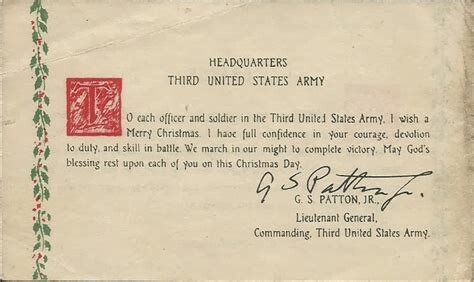 HEADQUARTERS
THIRD UNITED STATES ARMY
TO each officer and soldier in the Third United States Army, I wish a
Merry Christmas. I have full confidence in your courage, devotion
to duty, and skill in battle. We march in our might to complete victory. May God's
blessing rest upon each of you on this Christmas Day.
G S Patton Jr.
G. S. PATTON, JR.,
Lieutenant General,
Commanding, Third United States Army.